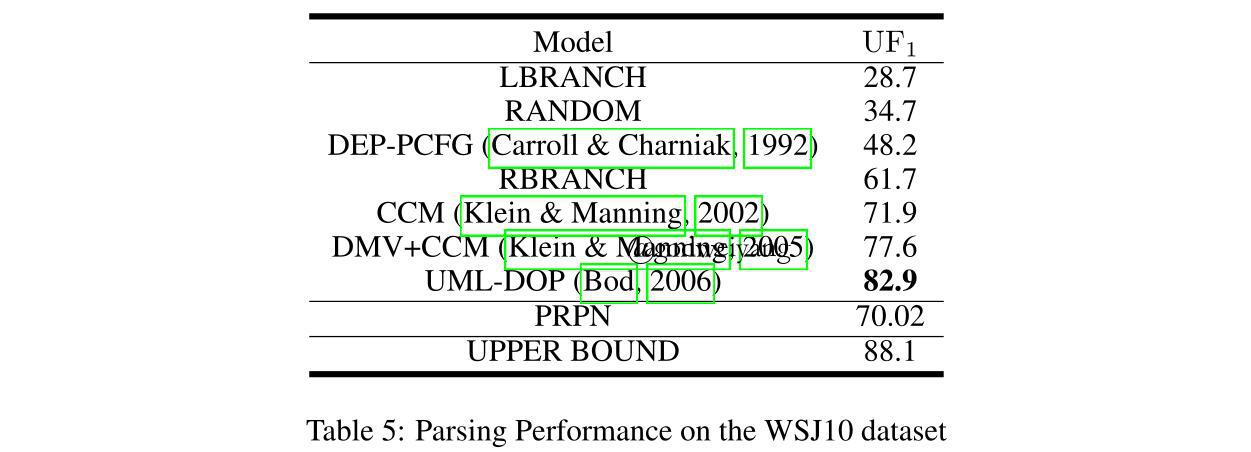 Model UF₁
LBRANCH 28.7
RANDOM 34.7
DEP-PCFG (Carroll & Charniak, 1992) 48.2
RBRANCH 61.7
CCM (Klein & Manning, 2002) 71.9
DMV+CCM (Klein & Manning, 2005) 77.6
UML-DOP (Bod, 2006) 82.9
PRPN 70.02
UPPER BOUND 88.1
Table 5: Parsing Performance on the WSJ10 dataset